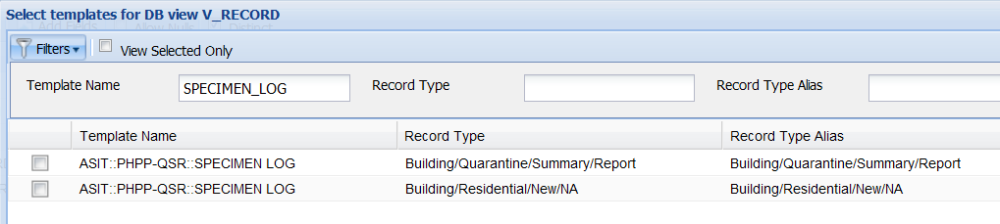 Select templates for DB view V_RECORD
Filters View Selected Only
Template Name SPECIMEN_LOG Record Type Record Type Alias
Template Name Record Type Record Type Alias
ASIT::PHPP-QSR::SPECIMEN LOG Building/Quarantine/Summary/Report Building/Quarantine/Summary/Report
ASIT::PHPP-QSR::SPECIMEN LOG Building/Residential/New/NA Building/Residential/New/NA